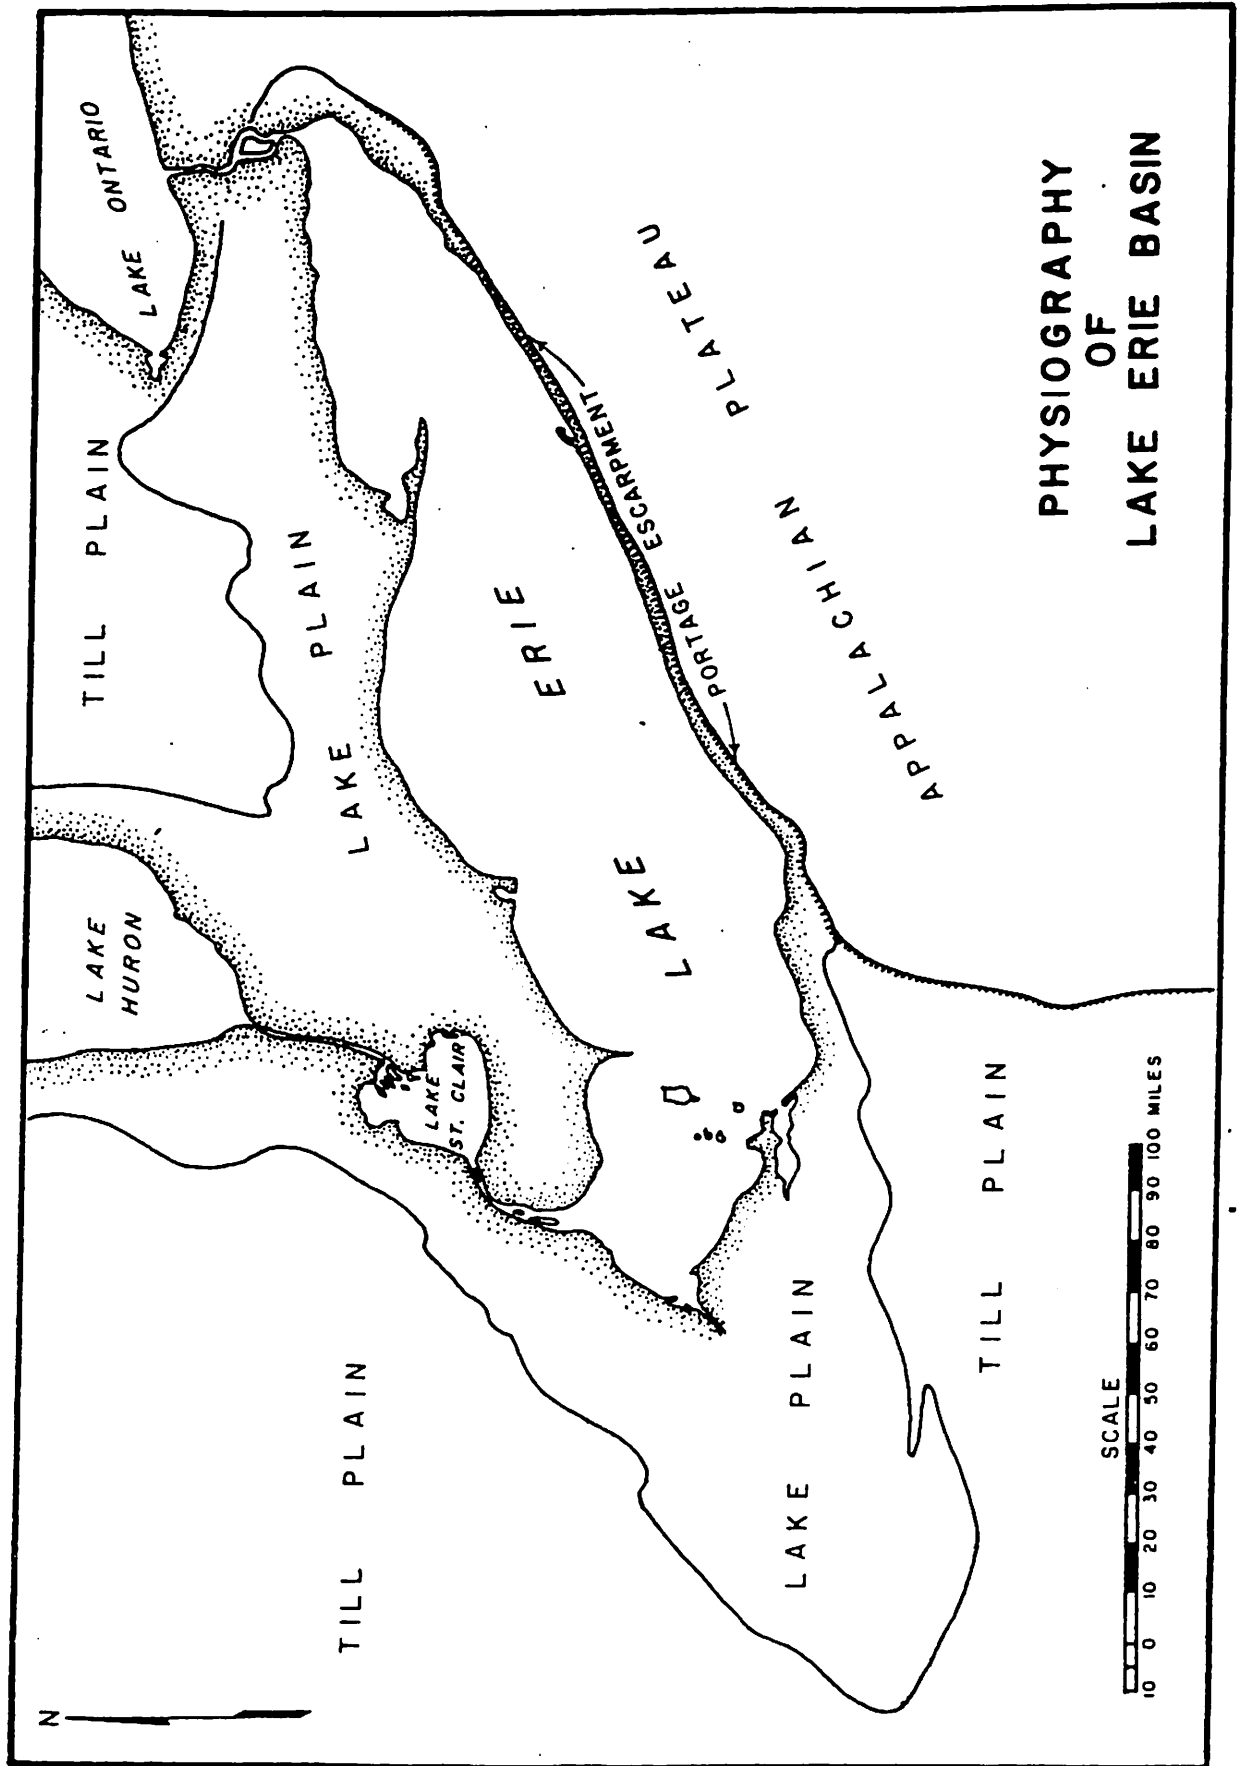 N
LAKE ONTARIO
LAKE
HURON
TILL PLAIN
LAKE PLAIN
LAKE
ST. CLAIR
LAKE ERIE
TILL PLAIN
PORTAGE ESCARPMENT
APPALACHIAN PLATEAU
LAKE PLAIN
TILL PLAIN
SCALE
10 0 10 20 30 40 50 60 70 80 90 100 MILES
PHYSIOGRAPHY
OF
LAKE ERIE BASIN